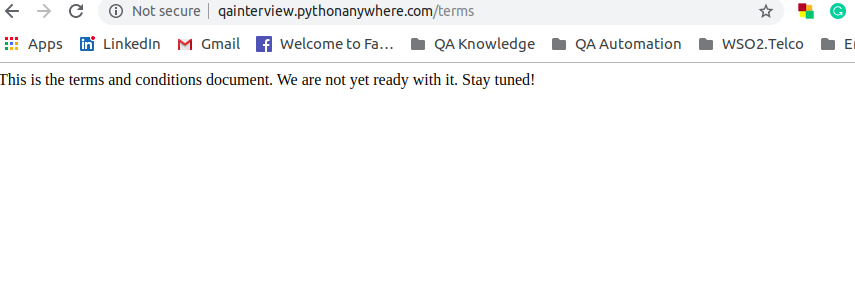 Not secure | qainterview.pythonanywhere.com/terms
Apps LinkedIn Gmail Welcome to Fa... QA Knowledge QA Automation WSO2.Telco
This is the terms and conditions document. We are not yet ready with it. Stay tuned!